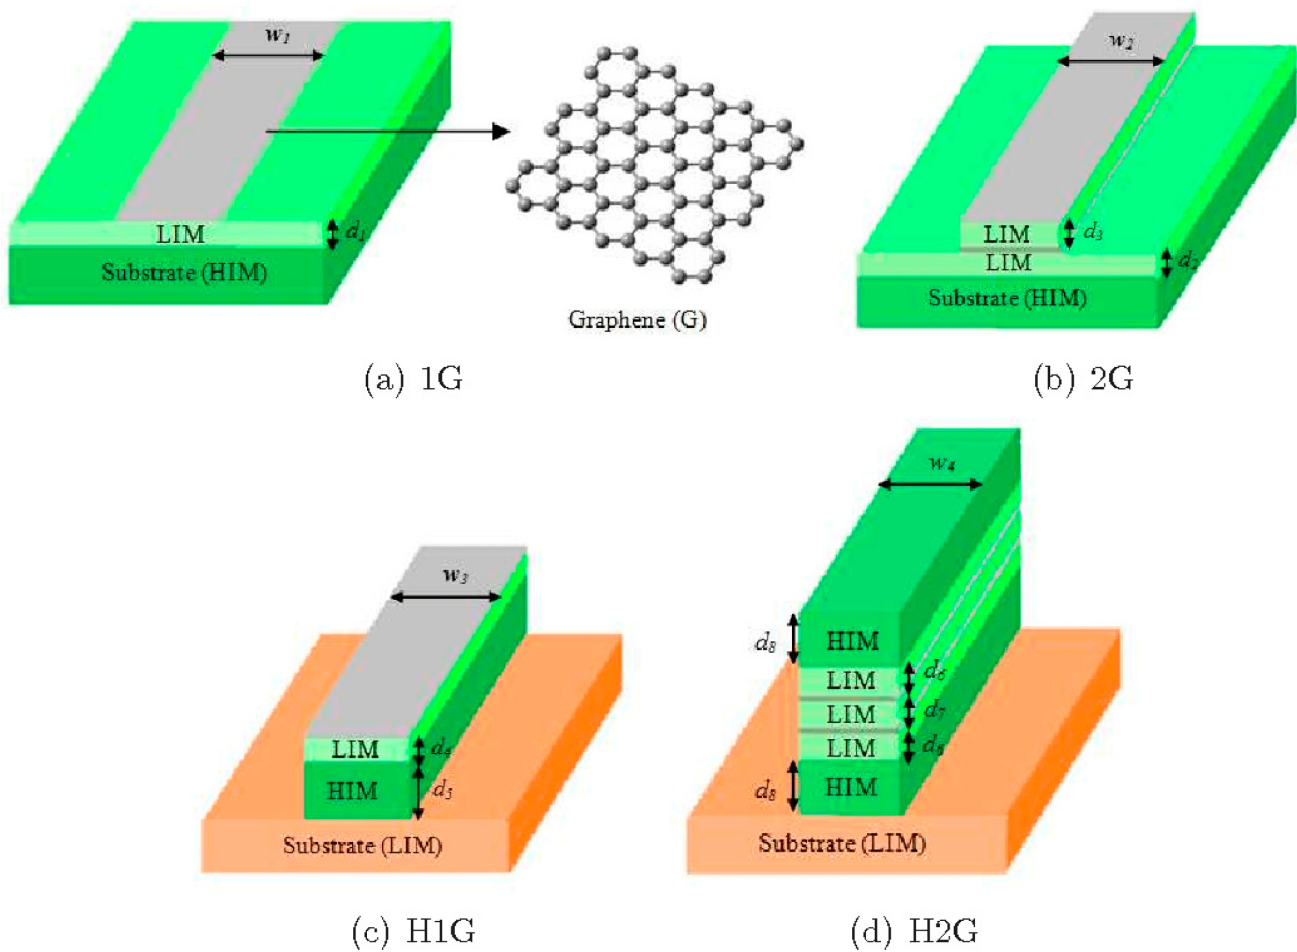 w₁
LIM
d₁
Substrate (HIM)
Graphene (G)
(a) 1G
w₂
LIM
d₃
LIM
d₂
Substrate (HIM)
(b) 2G
w₃
LIM
d₄
HIM
d₅
Substrate (LIM)
(c) H1G
w₄
d₈
HIM
LIM
d₆
LIM
d₇
LIM
d₆
d₈
HIM
Substrate (LIM)
(d) H2G